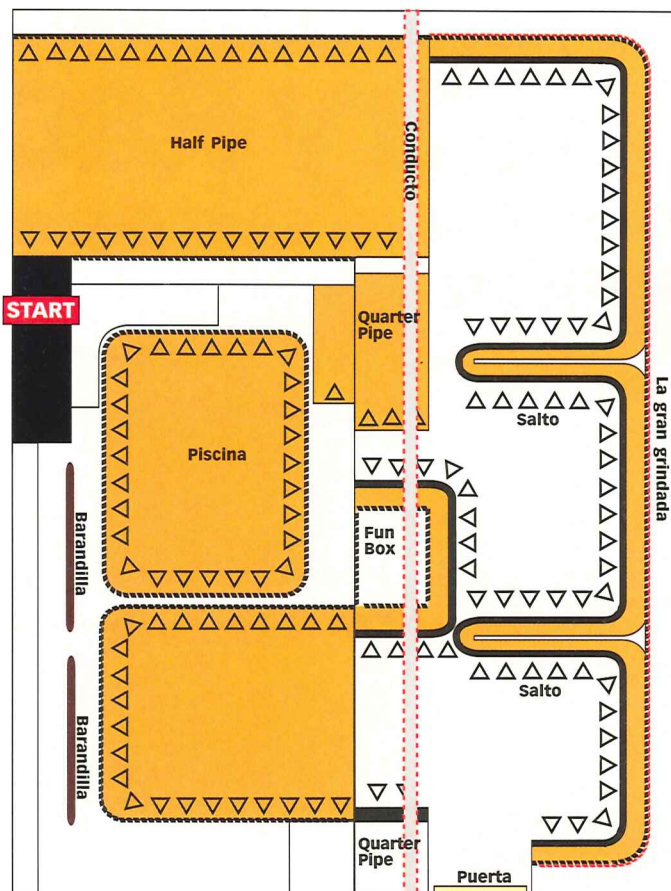 Half Pipe
Conducto
START
Quarter
Pipe
Salto
La gran grindada
Piscina
Barandilla
Fun
Box
Salto
Barandilla
Quarter
Pipe
Puerta